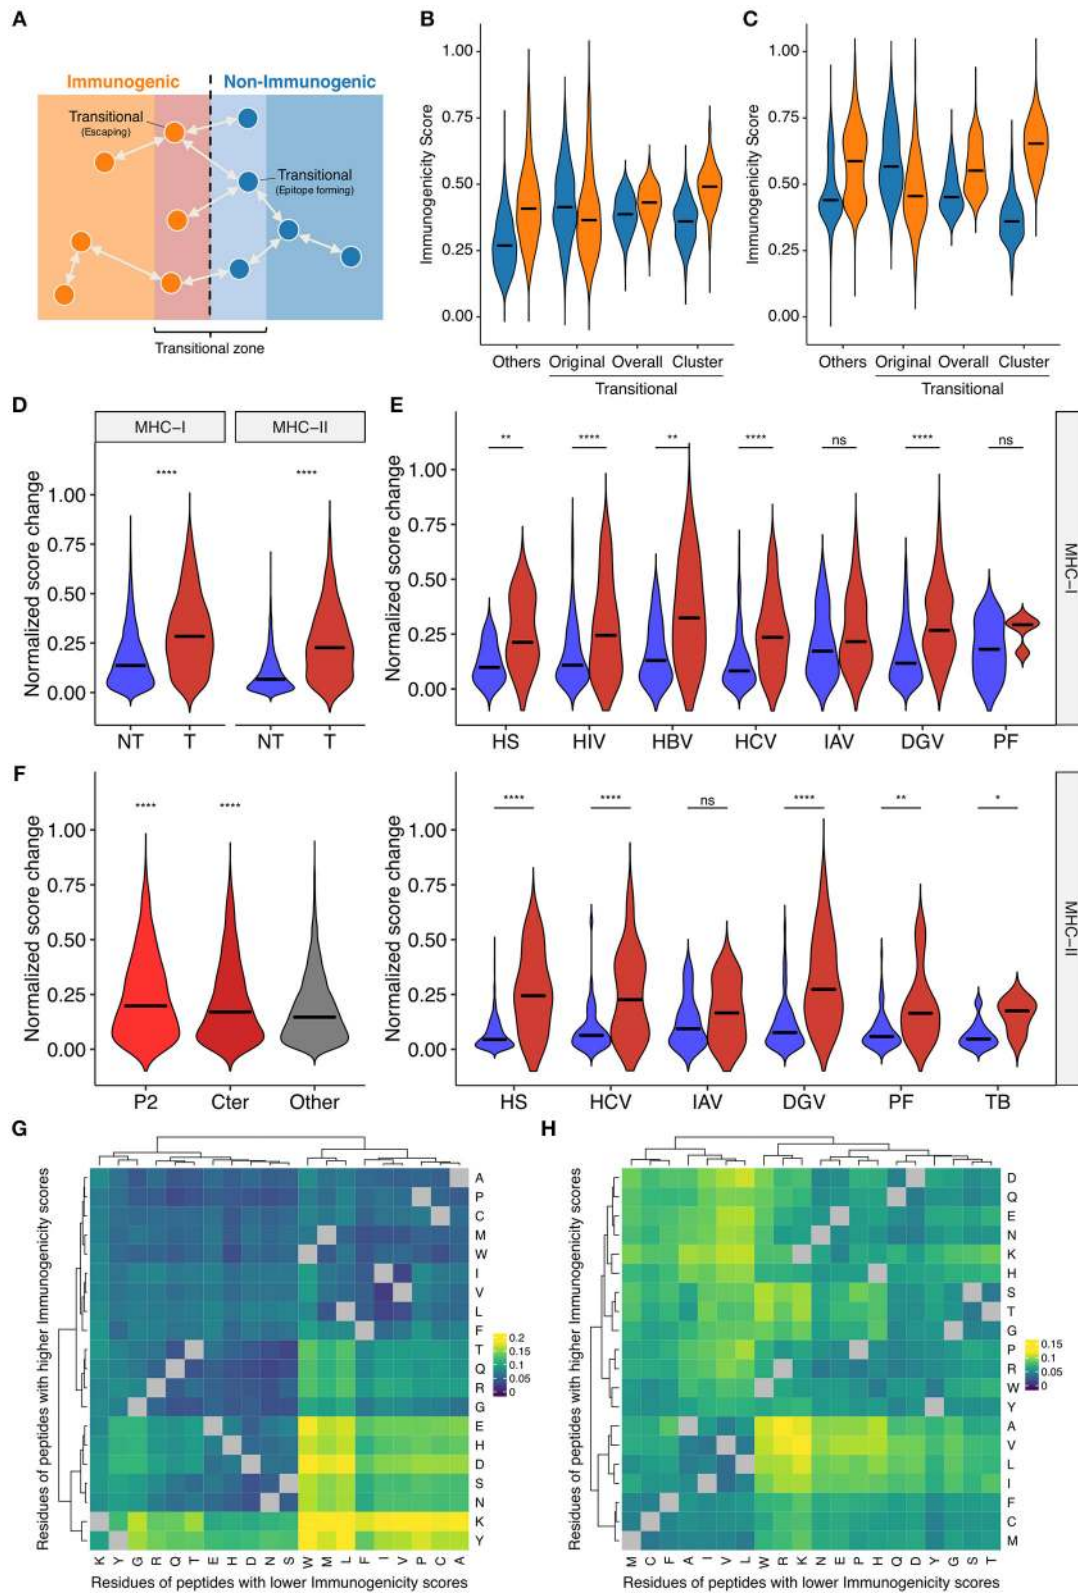 A
Immunogenic
Non-Immunogenic
Transitional
(Escaping)
Transitional
(Epitope forming)
Transitional zone
B
Immunogenicity Score
1.00
0.75
0.50
0.25
0.00
Others Original Overall Cluster
Transitional
C
Immunogenicity Score
1.00
0.75
0.50
0.25
0.00
Others Original Overall Cluster
Transitional
D
MHC-I MHC-II
**** ****
Normalized score change
1.00
0.75
0.50
0.25
0.00
NT T NT T
E
** **** ** **** ns **** ns
Normalized score change
1.00
0.75
0.50
0.25
0.00
HS HIV HBV HCV IAV DGV PF
MHC-I
**** **** ns **** ** *
Normalized score change
1.00
0.75
0.50
0.25
0.00
HS HCV IAV DGV PF TB
MHC-II
F
**** ****
Normalized score change
1.00
0.75
0.50
0.25
0.00
P2 Cter Other
G
Residues of peptides with higher Immunogenicity scores
A
P
C
M
W
I
V
L
F
T
Q
R
G
E
H
D
S
N
K
Y
0.2
0.15
0.1
0.05
0
K Y G R Q T E H D N S W M L F I V P C A
Residues of peptides with lower Immunogenicity scores
H
Residues of peptides with higher Immunogenicity scores
D
Q
E
N
K
H
S
T
G
P
R
W
Y
A
V
L
I
F
C
M
0.15
0.1
0.05
0
M C F A I V L W R K N E P H Q D Y G S T
Residues of peptides with lower Immunogenicity scores